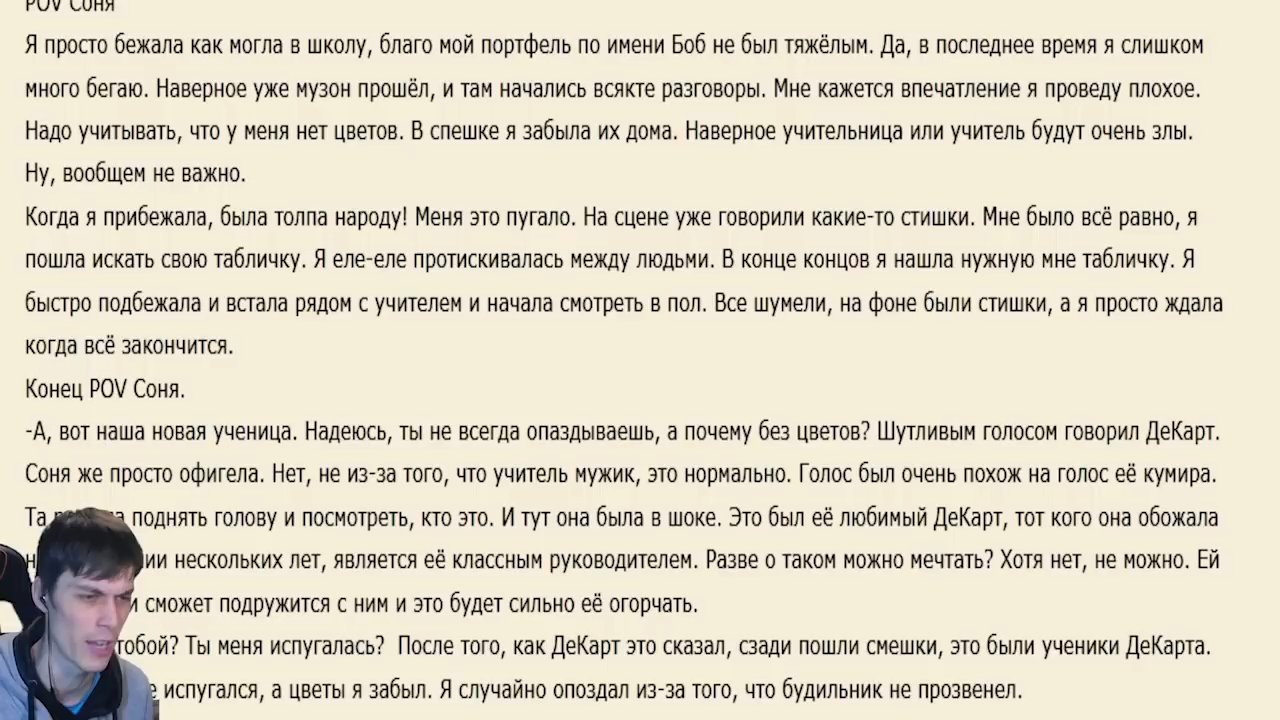 POV Соня
Я просто бежала как могла в школу, благо мой портфель по имени Боб не был тяжёлым. Да, в последнее время я слишком
много бегаю. Наверное уже музон прошёл, и там начались всякте разговоры. Мне кажется впечатление я проведу плохое.
Надо учитывать, что у меня нет цветов. В спешке я забыла их дома. Наверное учительница или учитель будут очень злы.
Ну, вообщем не важно.
Когда я прибежала, была толпа народу! Меня это пугало. На сцене уже говорили какие-то стишки. Мне было всё равно, я
пошла искать свою табличку. Я еле-еле протискивалась между людьми. В конце концов я нашла нужную мне табличку. Я
быстро подбежала и встала рядом с учителем и начала смотреть в пол. Все шумели, на фоне были стишки, а я просто ждала
когда всё закончится.
Конец POV Соня.
-А, вот наша новая ученица. Надеюсь, ты не всегда опаздываешь, а почему без цветов? Шутливым голосом говорил ДеКарт.
Соня же просто офигела. Нет, не из-за того, что учитель мужик, это нормально. Голос был очень похож на голос её кумира.
Та поднять голову и посмотреть, кто это. И тут она была в шоке. Это был её любимый ДеКарт, тот кого она обожала
нескольких лет, является её классным руководителем. Разве о таком можно мечтать? Хотя нет, не можно. Ей
сможет подружится с ним и это будет сильно её огорчать.
тобой? Ты меня испугалась? После того, как ДеКарт это сказал, сзади пошли смешки, это были ученики ДеКарта.
испугался, а цветы я забыл. Я случайно опоздал из-за того, что будильник не прозвенел.